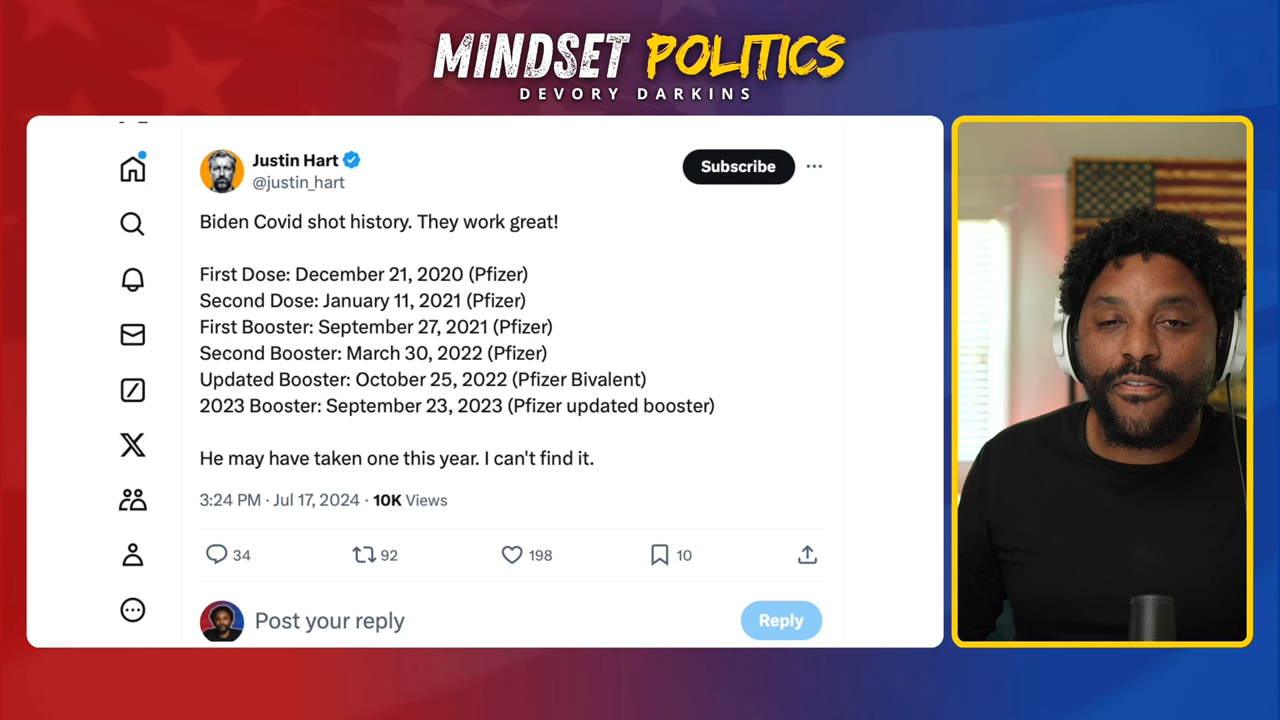 MINDSET POLITICS
DEVORY DARKINS
Justin Hart
@justin_hart
Subscribe
Biden Covid shot history. They work great!
First Dose: December 21, 2020 (Pfizer)
Second Dose: January 11, 2021 (Pfizer)
First Booster: September 27, 2021 (Pfizer)
Second Booster: March 30, 2022 (Pfizer)
Updated Booster: October 25, 2022 (Pfizer Bivalent)
2023 Booster: September 23, 2023 (Pfizer updated booster)
He may have taken one this year. I can't find it.
3:24 PM · Jul 17, 2024 · 10K Views
34 92 198 10
Post your reply
Reply